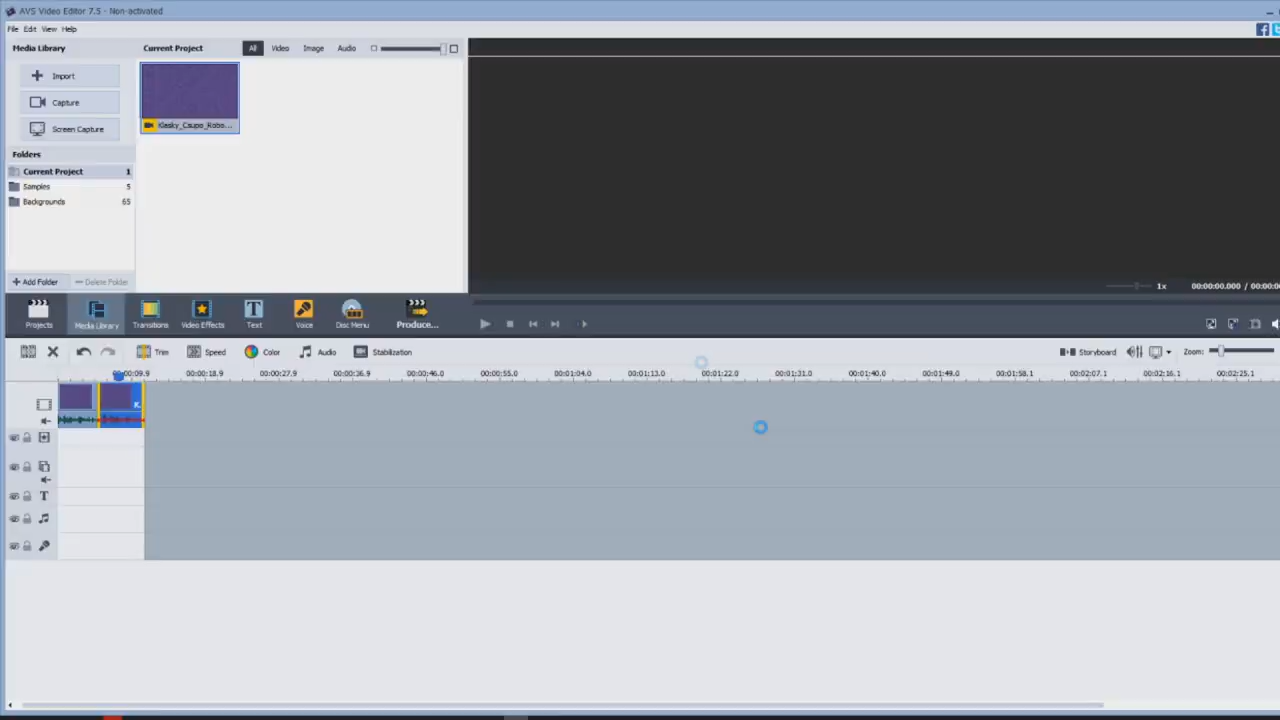 AVS Video Editor 7.5 - Non-activated
File Edit View Help
Media Library
Current Project
All
Video
Image
Audio
Import
Capture
Screen Capture
Klasky_Csupo_Robo...
Folders
Current Project 1
Samples 5
Backgrounds 65
Add Folder
Delete Folder
1x
00:00:00.000 / 00:00:0
Projects
Media Library
Transitions
Video Effects
Text
Voice
Disc Menu
Produce...
Trim
Speed
Color
Audio
Stabilization
Storyboard
Zoom:
00:00:09.9 00:00:18.9 00:00:27.9 00:00:36.9 00:00:46.0 00:00:55.0 00:01:04.0 00:01:13.0 00:01:22.0 00:01:31.0 00:01:40.0 00:01:49.0 00:01:58.1 00:02:07.1 00:02:16.1 00:02:25.1
K.
T